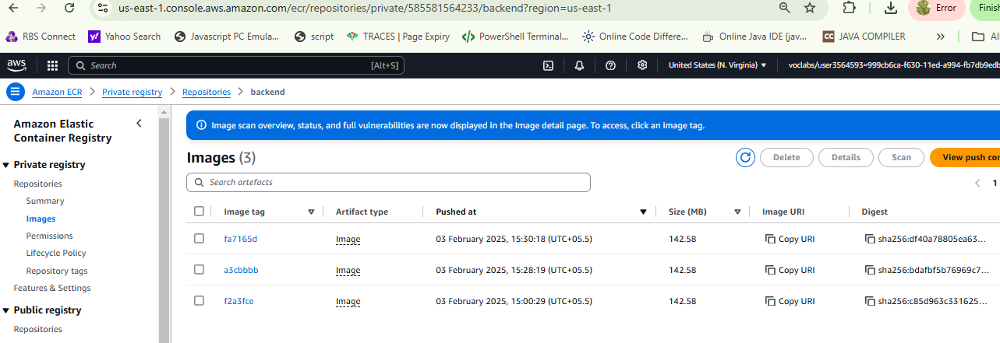 us-east-1.console.aws.amazon.com/ecr/repositories/private/585581564233/backend?region=us-east-1
Error
Finish
RBS Connect
Yahoo Search
Javascript PC Emula...
script
TRACES | Page Expiry
PowerShell Terminal...
Online Code Differe...
Online Java IDE (jav...
CC JAVA COMPILER
»
aws
Search
[Alt+S]
United States (N. Virginia)
voclabs/user3564593=999cb6ca-f630-11ed-a994-fb7db9edb
Amazon ECR > Private registry > Repositories > backend
Amazon Elastic
Container Registry
Private registry
Repositories
Summary
Images
Permissions
Lifecycle Policy
Repository tags
Features & Settings
Public registry
Repositories
Image scan overview, status, and full vulnerabilities are now displayed in the Image detail page. To access, click an image tag.
Images (3)
Delete
Details
Scan
View push co
Search artefacts
1
Image tag Artifact type Pushed at Size (MB) Image URI Digest
fa7165d Image 03 February 2025, 15:30:18 (UTC+05.5) 142.58 Copy URI sha256:df40a78805ea63...
a3cbbbb Image 03 February 2025, 15:28:19 (UTC+05.5) 142.58 Copy URI sha256:bdafbf5b76969c7...
f2a3fce Image 03 February 2025, 15:00:29 (UTC+05.5) 142.58 Copy URI sha256:c85d963c331625...